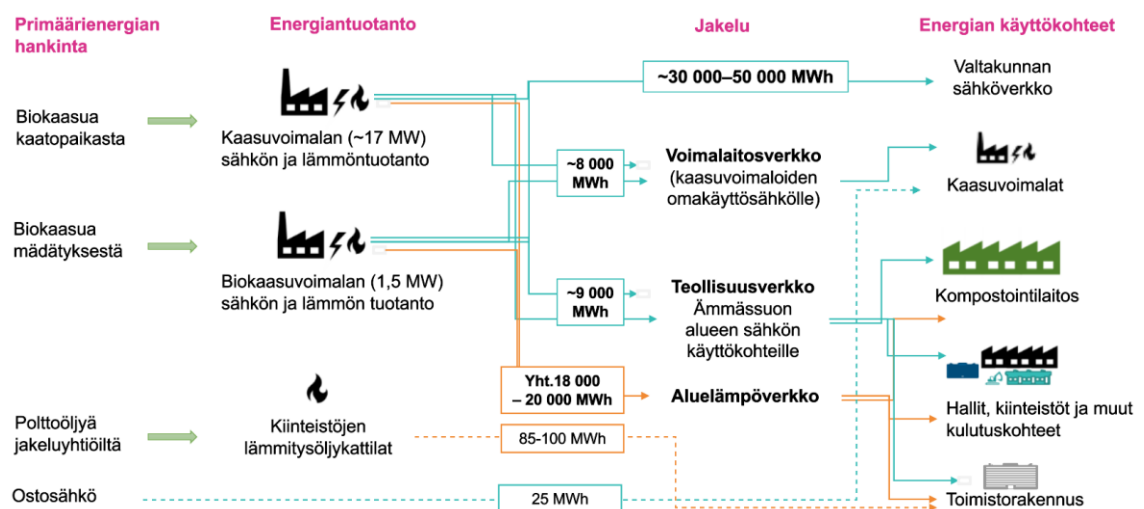 Primäärienergian
hankinta
Energiantuotanto
Jakelu
Energian käyttökohteet
Biokaasua
kaatopaikasta
Kaasuvoimalan (~17 MW)
sähkön ja lämmöntuotanto
~30 000–50 000 MWh
Valtakunnan
sähköverkko
~8 000
MWh
Voimalaitosverkko
(kaasuvoimaloiden
omakäyttösähkölle)
Kaasuvoimalat
Biokaasua
mädätyksestä
Biokaasuvoimalan (1,5 MW)
sähkön ja lämmön tuotanto
~9 000
MWh
Teollisuusverkko
Ämmässuon
alueen sähkön
käyttökohteille
Kompostointilaitos
Yht.18 000
– 20 000 MWh
Aluelämpöverkko
Hallit, kiinteistöt ja muut
kulutuskohteet
Polttoöljyä
jakeluyhtiöiltä
Kiinteistöjen
lämmitysöljykattilat
85-100 MWh
Ostosähkö
25 MWh
Toimistorakennus